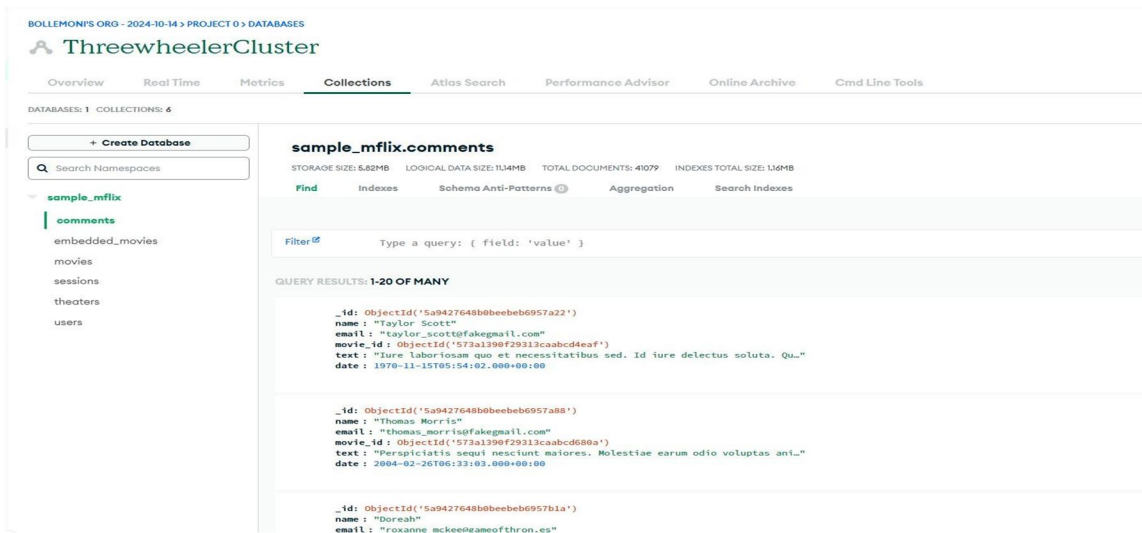 BOLLEMONI'S ORG - 2024-10-14 > PROJECT 0 > DATABASES
ThreewheelerCluster
Overview Real Time Metrics Collections Atlas Search Performance Advisor Online Archive Cmd Line Tools
DATABASES: 1 COLLECTIONS: 6
+ Create Database
Search Namespaces
sample_mflix
comments
embedded_movies
movies
sessions
theaters
users
sample_mflix.comments
STORAGE SIZE: 5.82MB LOGICAL DATA SIZE: 11.14MB TOTAL DOCUMENTS: 41079 INDEXES TOTAL SIZE: 1.16MB
Find Indexes Schema Anti-Patterns 0 Aggregation Search Indexes
Filter Type a query: { field: 'value' }
QUERY RESULTS: 1-20 OF MANY
_id: ObjectId('5a9427648b0beebeb6957a22')
name : "Taylor Scott"
email : "taylor_scott@fakegmail.com"
movie_id : ObjectId('573a1390f29313caabcd4eaf')
text : "Iure laboriosam quo et necessitatibus sed. Id iure delectus soluta. Qu…"
date : 1970-11-15T05:54:02.000+00:00
_id: ObjectId('5a9427648b0beebeb6957a88')
name : "Thomas Morris"
email : "thomas_morris@fakegmail.com"
movie_id : ObjectId('573a1390f29313caabcd680a')
text : "Perspiciatis sequi nesciunt maiores. Molestiae earum odio voluptas ani…"
date : 2004-02-26T06:33:03.000+00:00
_id: ObjectId('5a9427648b0beebeb6957b1a')
name : "Doreah"
email : "roxanne_mckee@gameofthron.es"